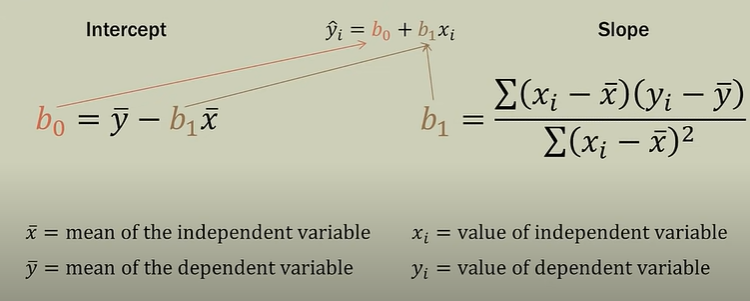 Intercept
ŷᵢ = b₀ + b₁xᵢ
Slope
b₀ = ȳ − b₁x̄
b₁ = ∑(xᵢ − x̄)(yᵢ − ȳ) / ∑(xᵢ − x̄)²
x̄ = mean of the independent variable
xᵢ = value of independent variable
ȳ = mean of the dependent variable
yᵢ = value of dependent variable